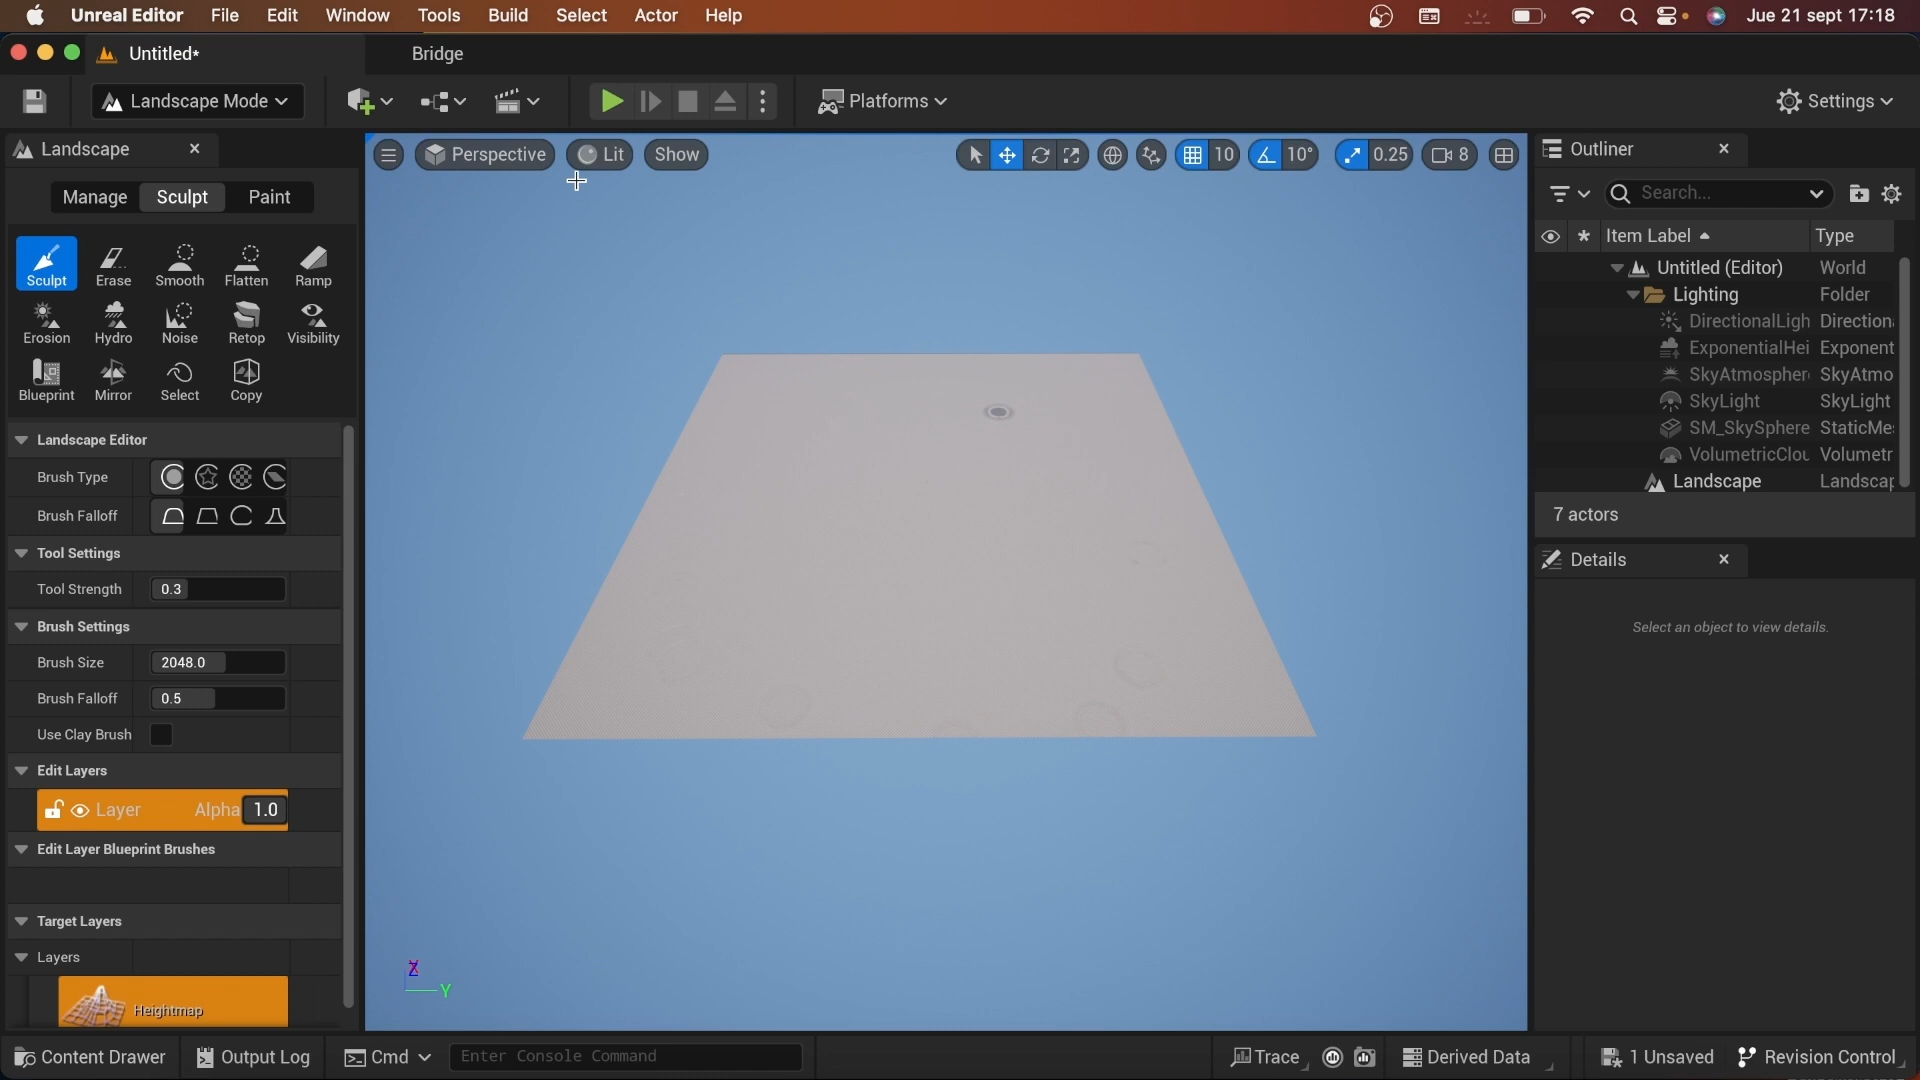 Unreal Editor File Edit Window Tools Build Select Actor Help Jue 21 sept 17:18
Untitled* Bridge
Landscape Mode Platforms Settings
Landscape
Manage Sculpt Paint
Sculpt Erase Smooth Flatten Ramp
Erosion Hydro Noise Retop Visibility
Blueprint Mirror Select Copy
Landscape Editor
Brush Type
Brush Falloff
Tool Settings
Tool Strength 0.3
Brush Settings
Brush Size 2048.0
Brush Falloff 0.5
Use Clay Brush
Edit Layers
Layer Alpha 1.0
Edit Layer Blueprint Brushes
Target Layers
Layers
Heightmap
Perspective Lit Show 10 10° 0.25 8
X
Z
Y
Outliner
Search...
Item Label Type
Untitled (Editor) World
Lighting Folder
DirectionalLigh Direction
ExponentialHei Exponent
SkyAtmospher SkyAtmo
SkyLight SkyLight
SM_SkySphere StaticMe
VolumetricClou Volumetr
Landscape Landscap
7 actors
Details
Select an object to view details.
Content Drawer Output Log Cmd Enter Console Command Trace Derived Data 1 Unsaved Revision Control